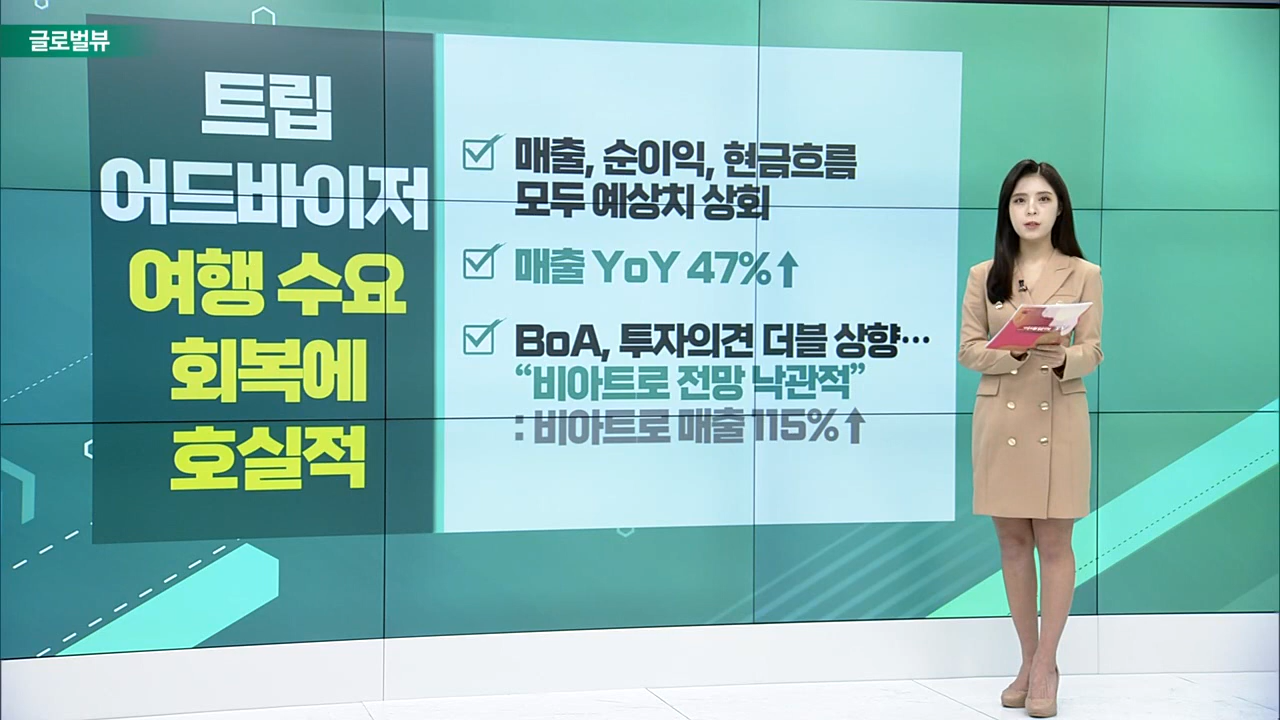 글로벌뷰
트립
어드바이저
여행 수요
회복에
호실적
매출, 순이익, 현금흐름
모두 예상치 상회
매출 YoY 47%↑
BoA, 투자의견 더블 상향…
“비아트로 전망 낙관적”
: 비아트로 매출 115%↑